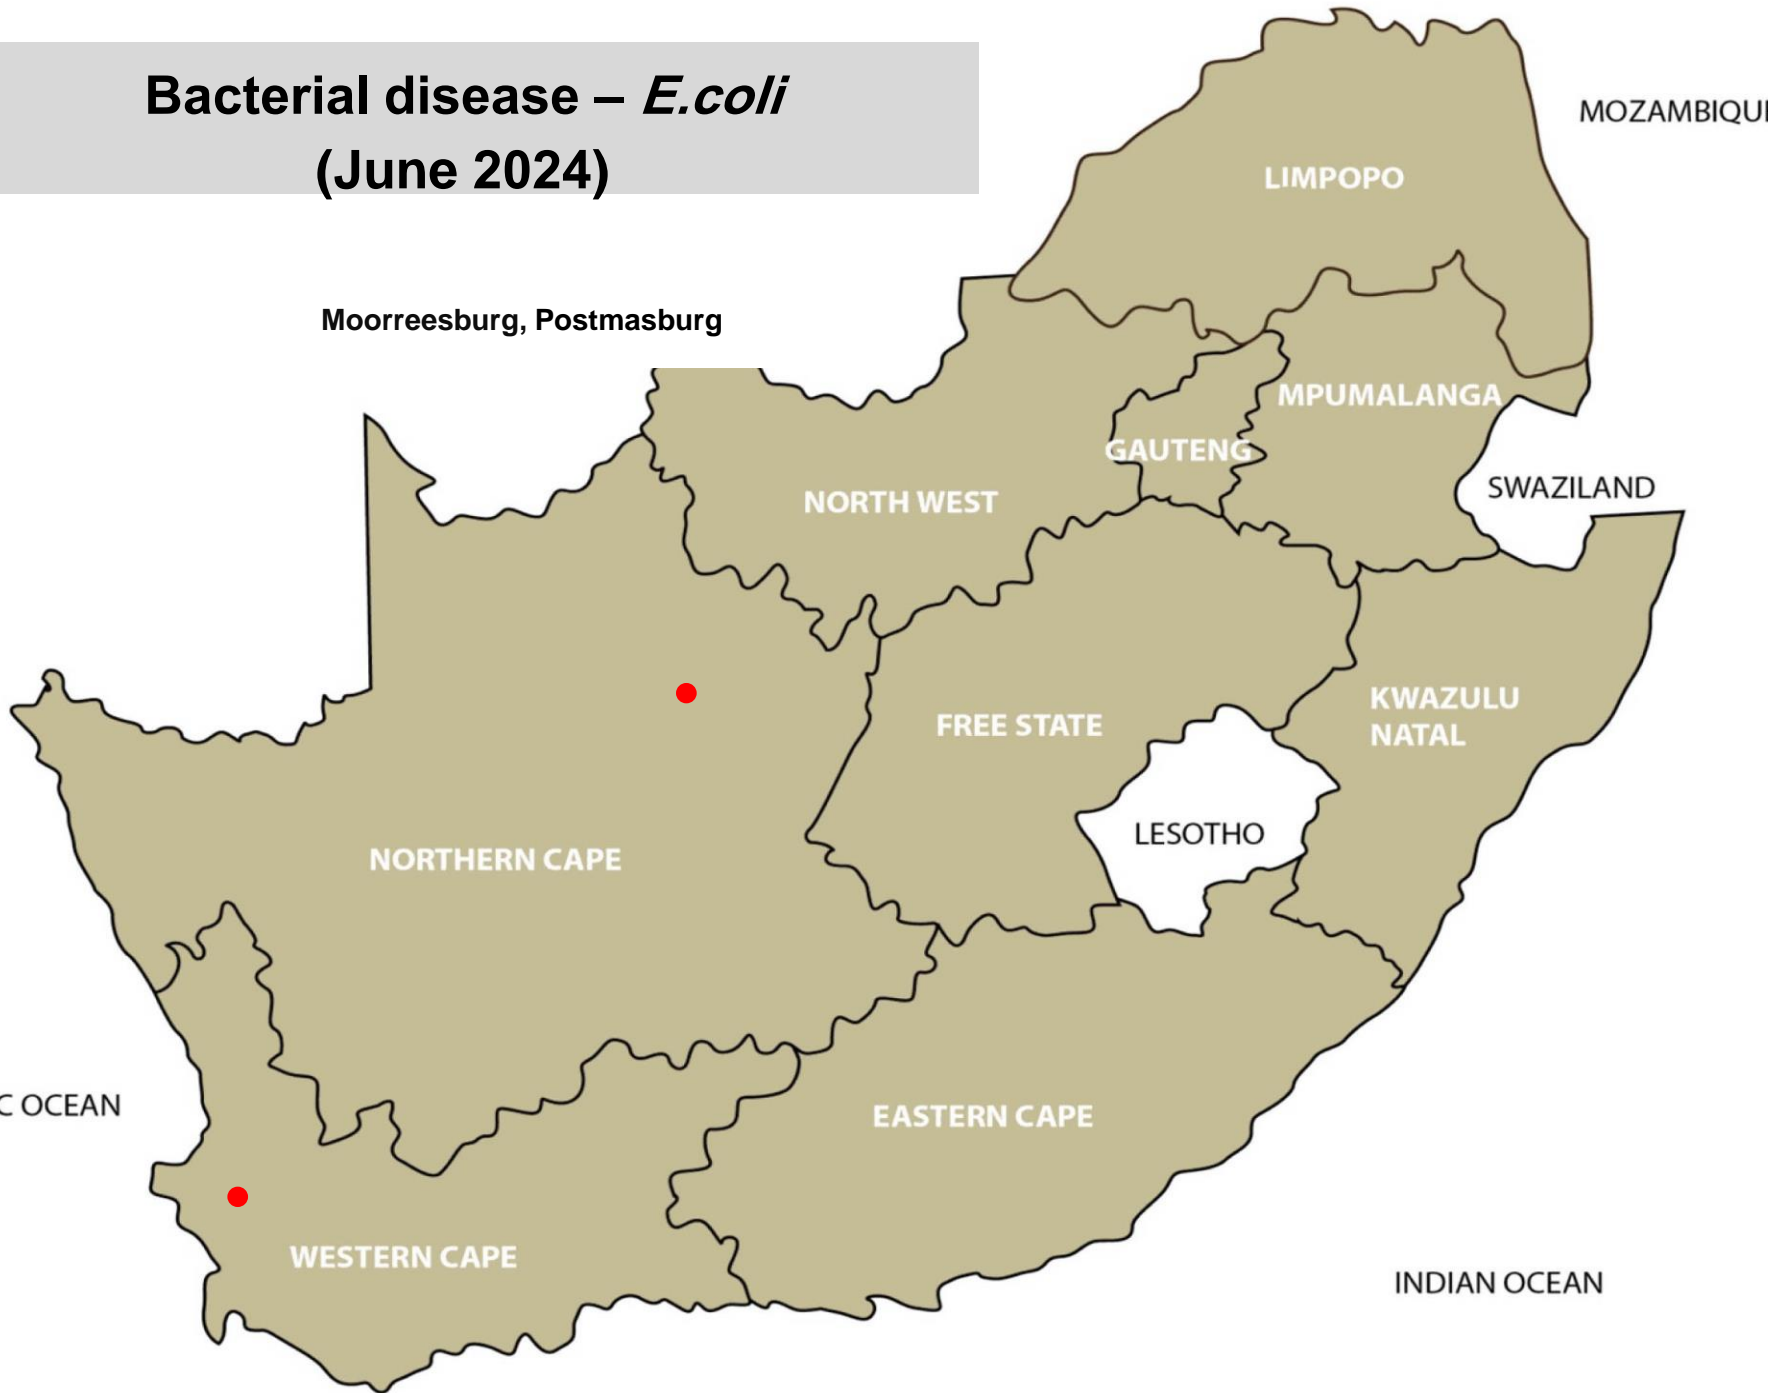 Bacterial disease – E.coli
(June 2024)
MOZAMBIQU
LIMPOPO
Moorreesburg, Postmasburg
MPUMALANGA
GAUTENG
SWAZILAND
NORTH WEST
KWAZULU
NATAL
FREE STATE
LESOTHO
NORTHERN CAPE
C OCEAN
EASTERN CAPE
WESTERN CAPE
INDIAN OCEAN